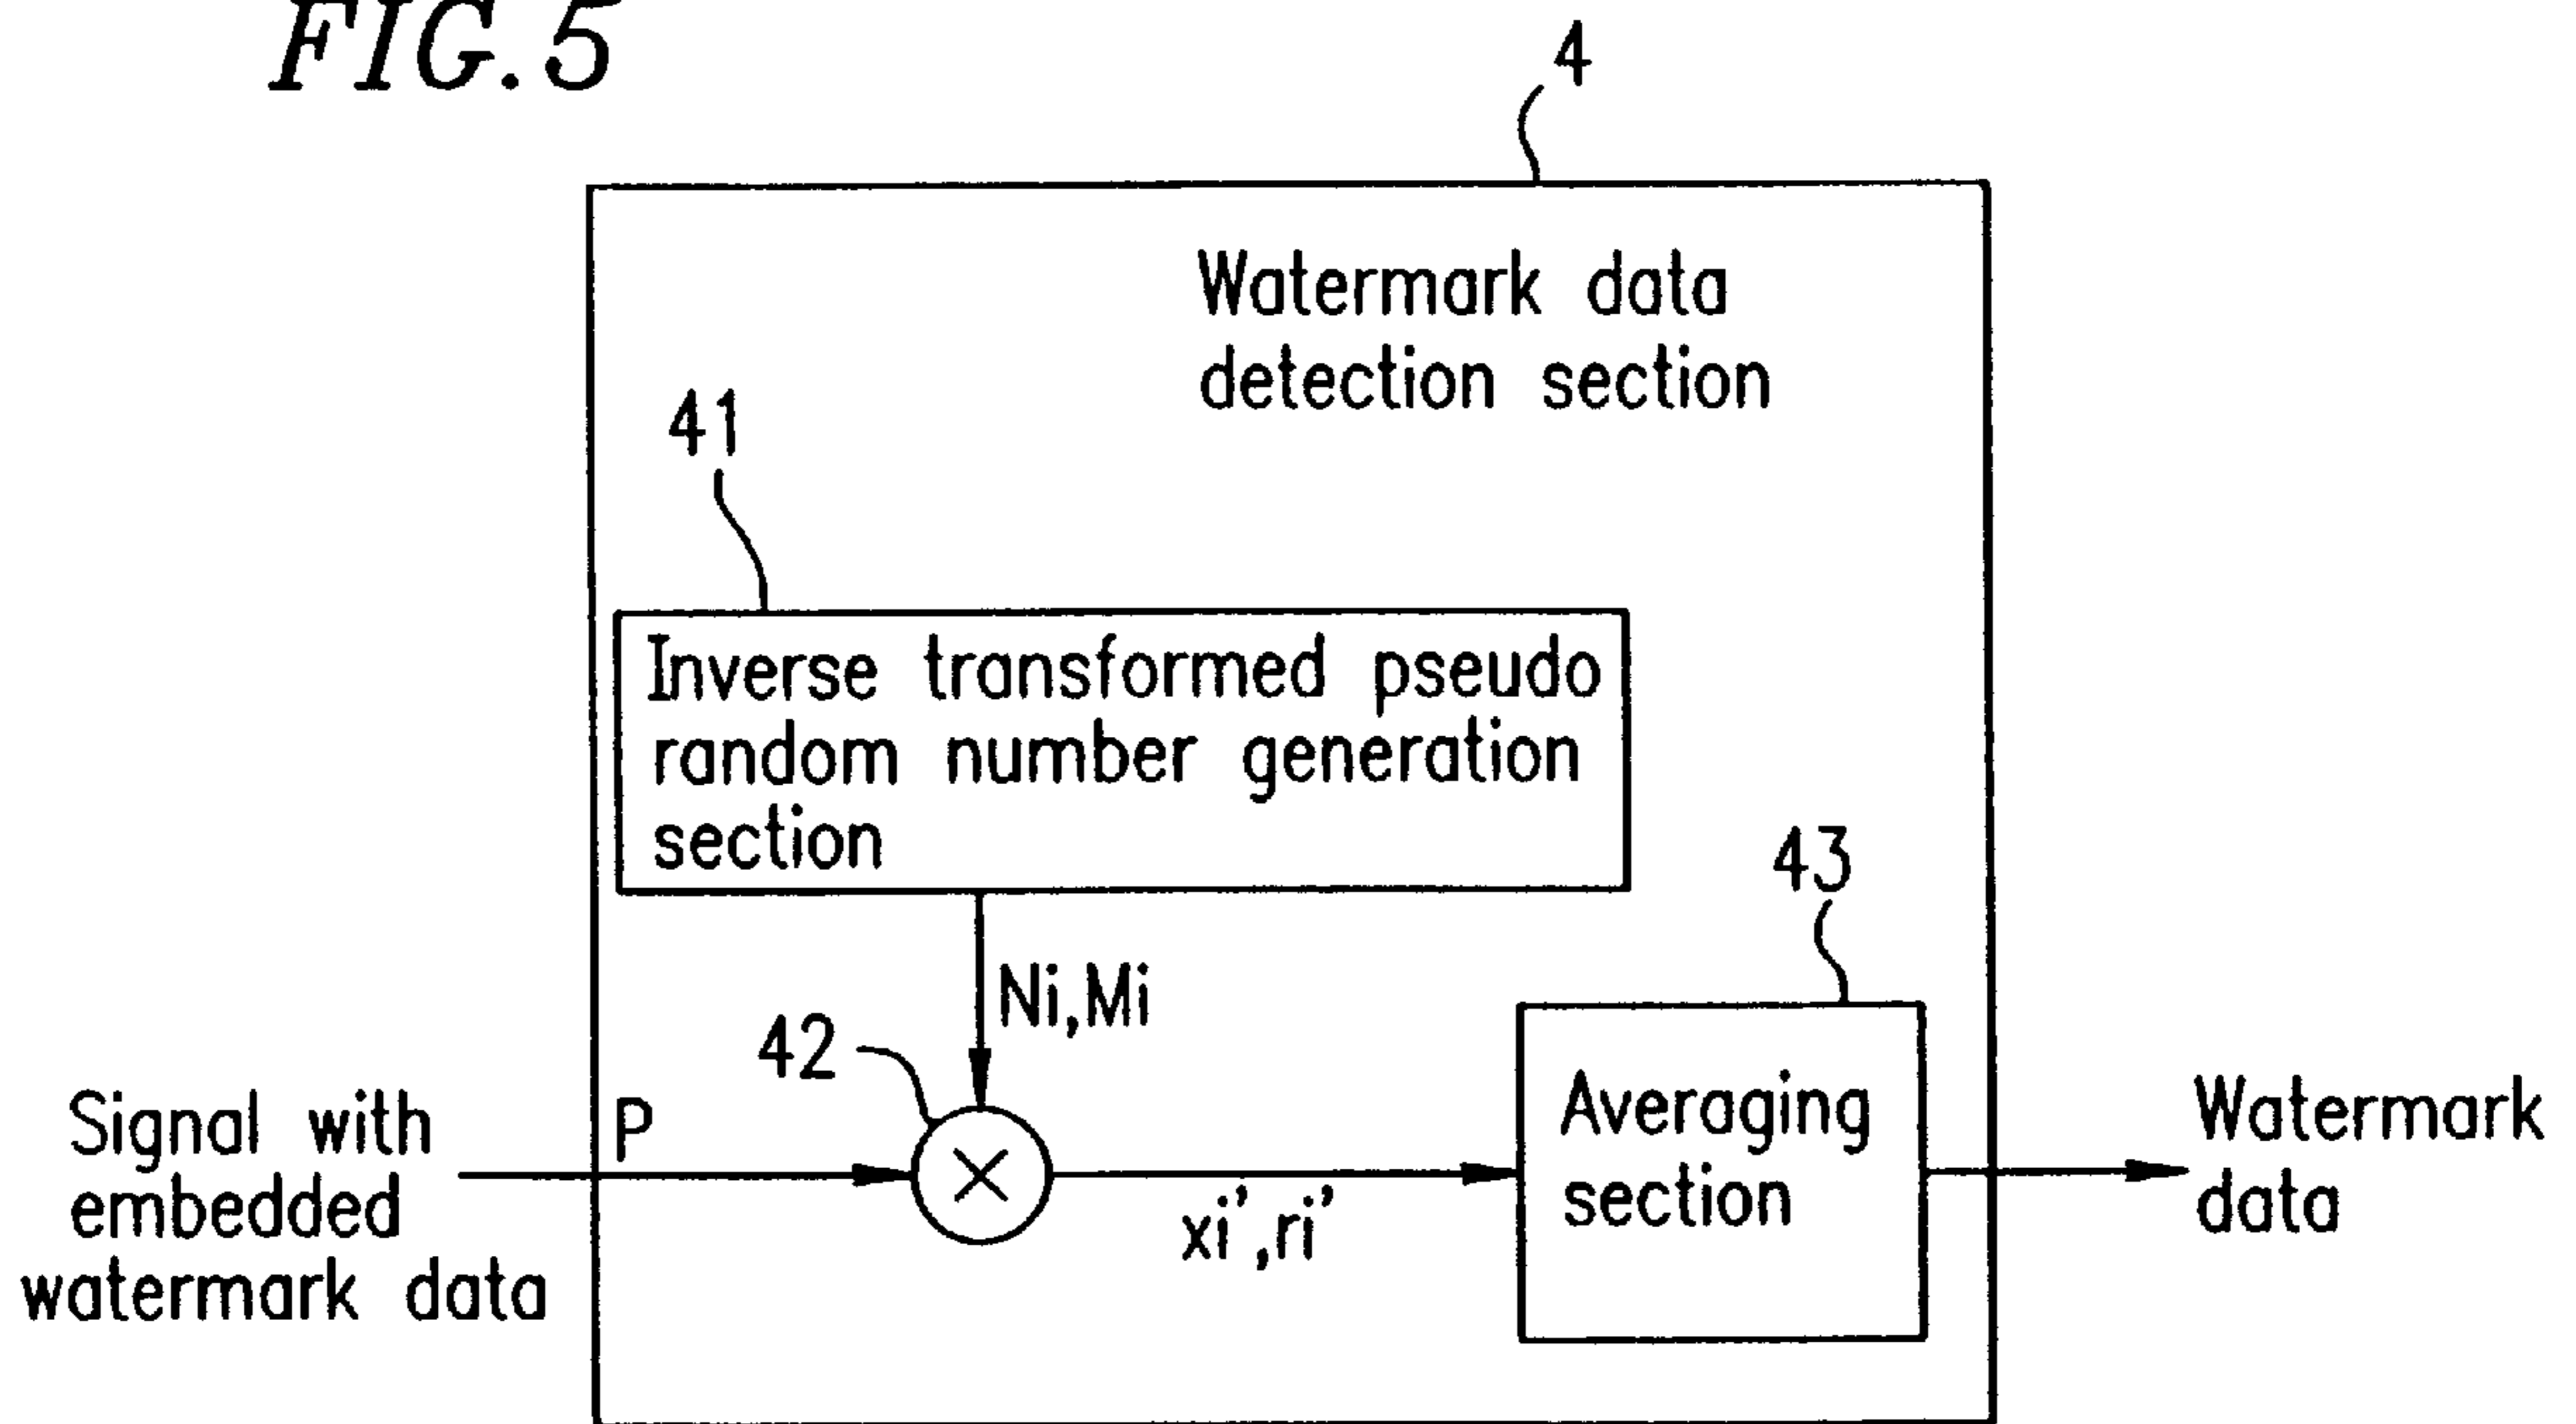 FIG. 5
4
Watermark data
detection section
41
Inverse transformed pseudo
random number generation
section
43
Ni,Mi
42
Signal with
embedded
watermark data
P
xi’,ri’
Averaging
section
Watermark
data